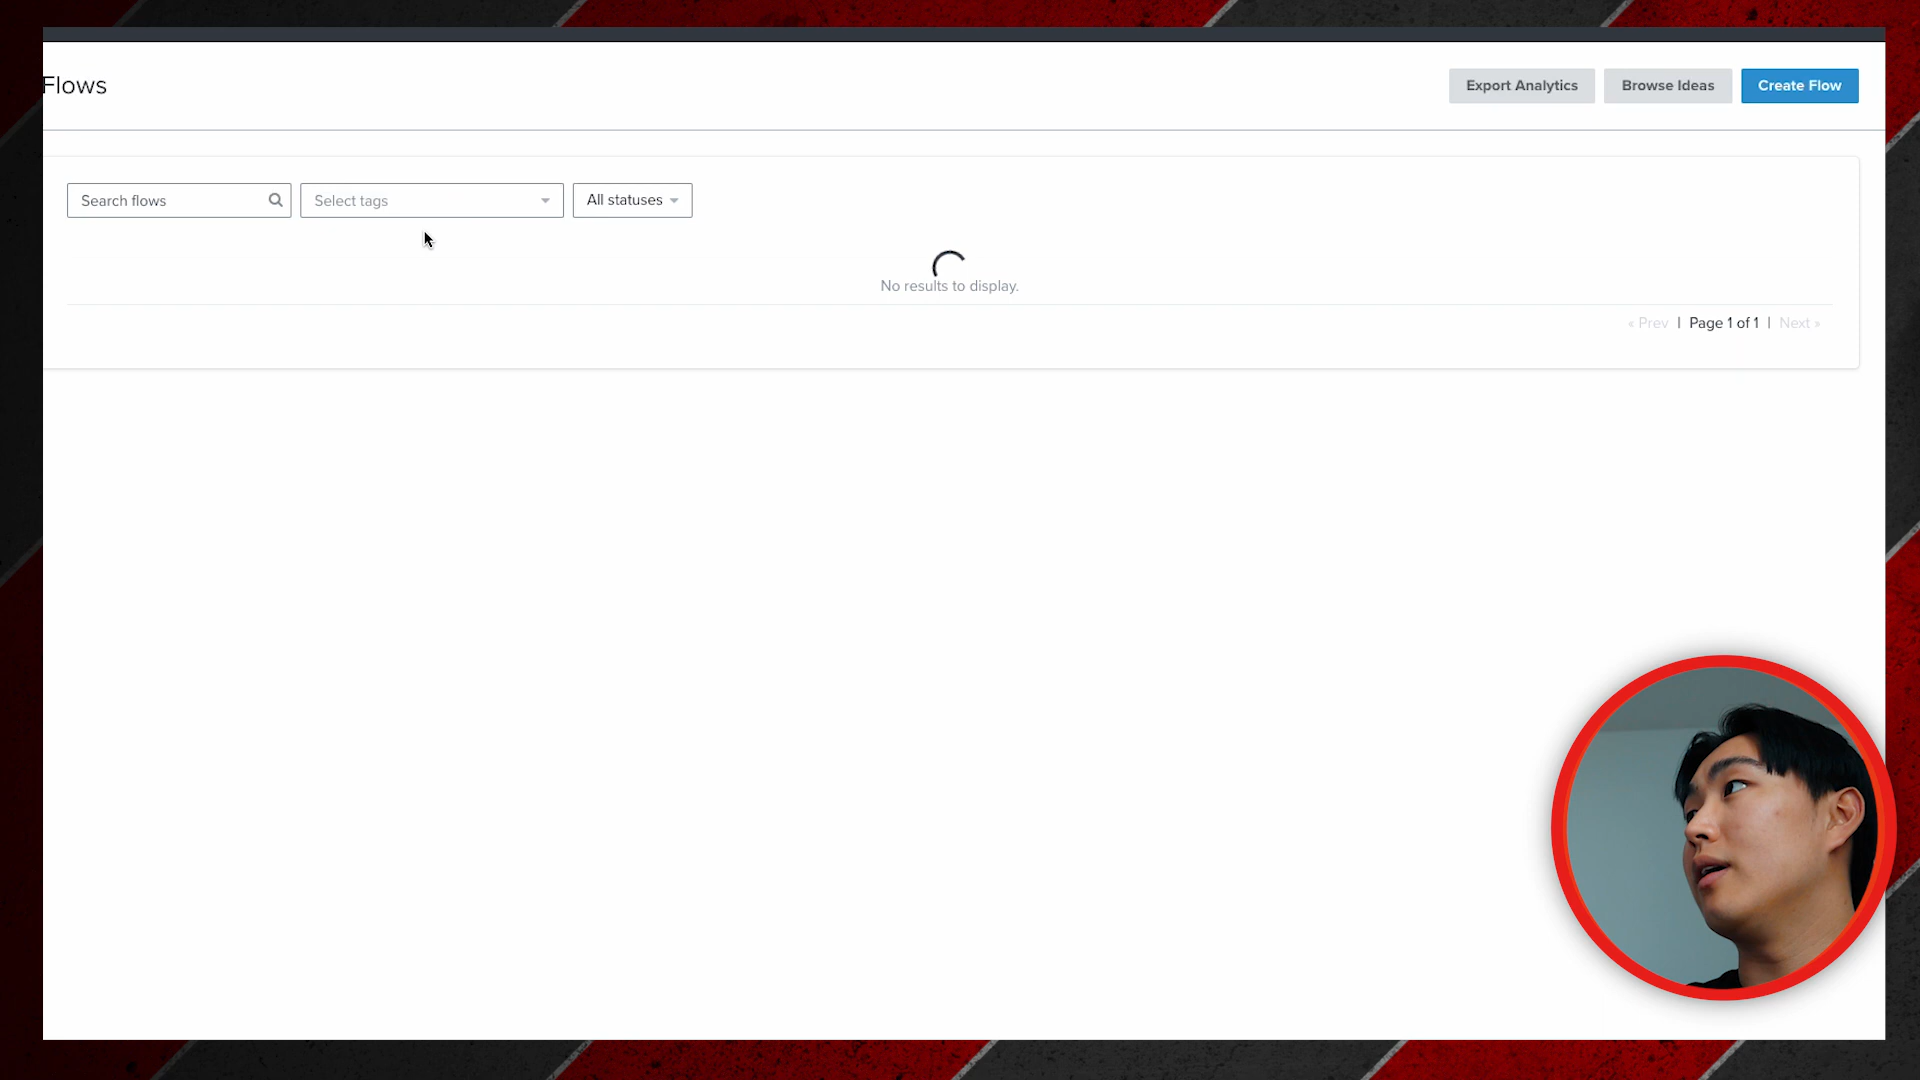 Flows
Export Analytics
Browse Ideas
Create Flow
Search flows
Select tags
All statuses
No results to display.
« Prev | Page 1 of 1 | Next »